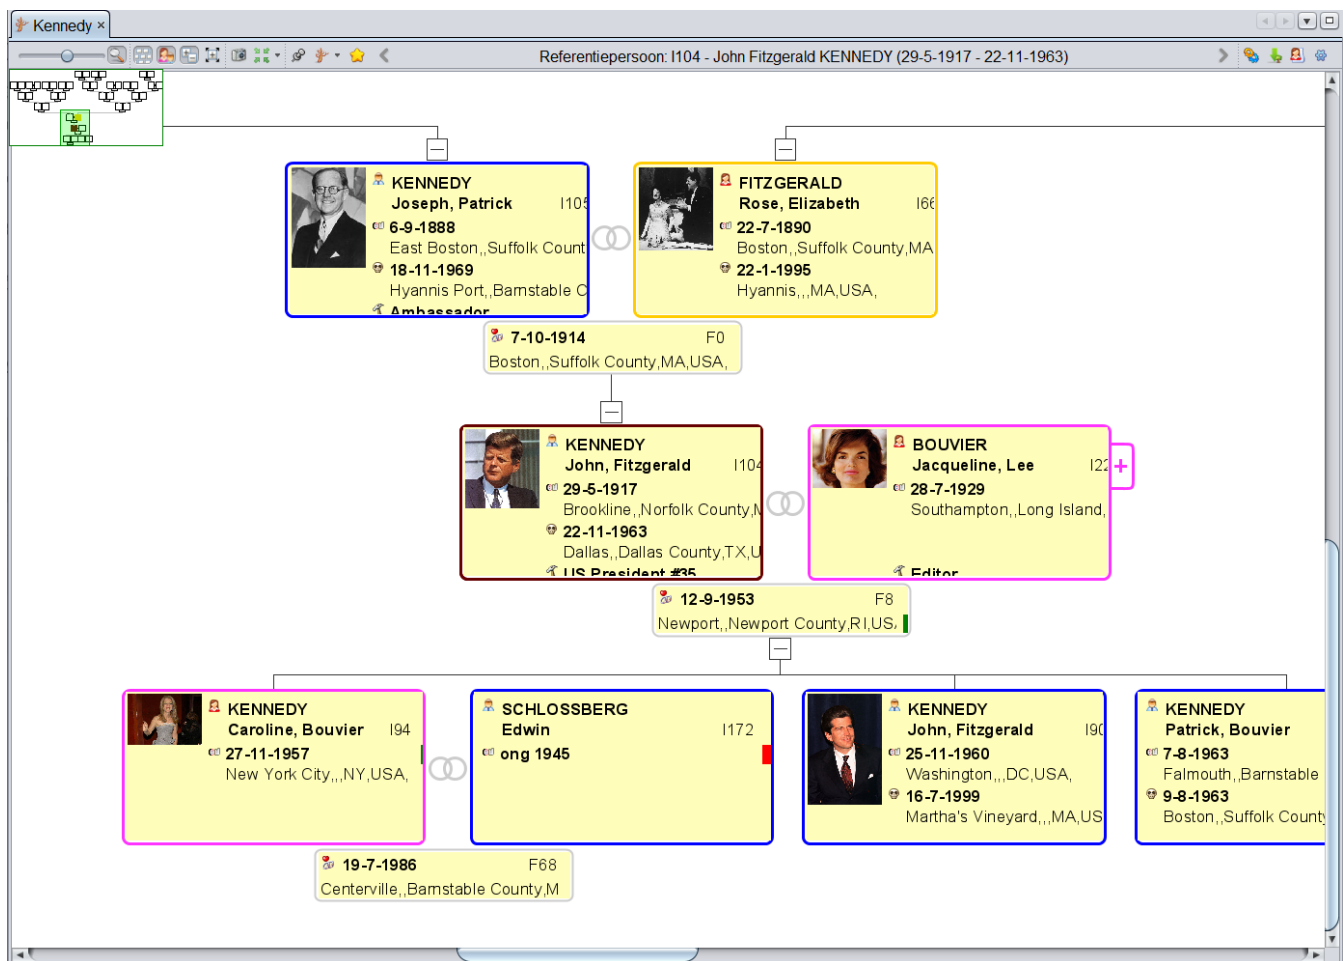 Kennedy
Referentiepersoon: I104 - John Fitzgerald KENNEDY (29-5-1917 - 22-11-1963)
KENNEDY
Joseph, Patrick I105
6-9-1888
East Boston,,Suffolk Count
18-11-1969
Hyannis Port,,Barnstable C
Ambassador
FITZGERALD
Rose, Elizabeth I66
22-7-1890
Boston,,Suffolk County,MA
22-1-1995
Hyannis,,,MA,USA,
7-10-1914 F0
Boston,,Suffolk County,MA,USA,
KENNEDY
John, Fitzgerald I104
29-5-1917
Brookline,,Norfolk County,M
22-11-1963
Dallas,,Dallas County,TX,U
US President #35
BOUVIER
Jacqueline, Lee I22
28-7-1929
Southampton,,Long Island,
Editor
12-9-1953 F8
Newport,,Newport County,RI,US
KENNEDY
Caroline, Bouvier I94
27-11-1957
New York City,,,NY,USA,
SCHLOSSBERG
Edwin I172
ong 1945
KENNEDY
John, Fitzgerald I90
25-11-1960
Washington,,,DC,USA,
16-7-1999
Martha's Vineyard,,,MA,US
KENNEDY
Patrick, Bouvier
7-8-1963
Falmouth,,Barnstable
9-8-1963
Boston,,Suffolk County
19-7-1986 F68
Centerville,,Barnstable County,M